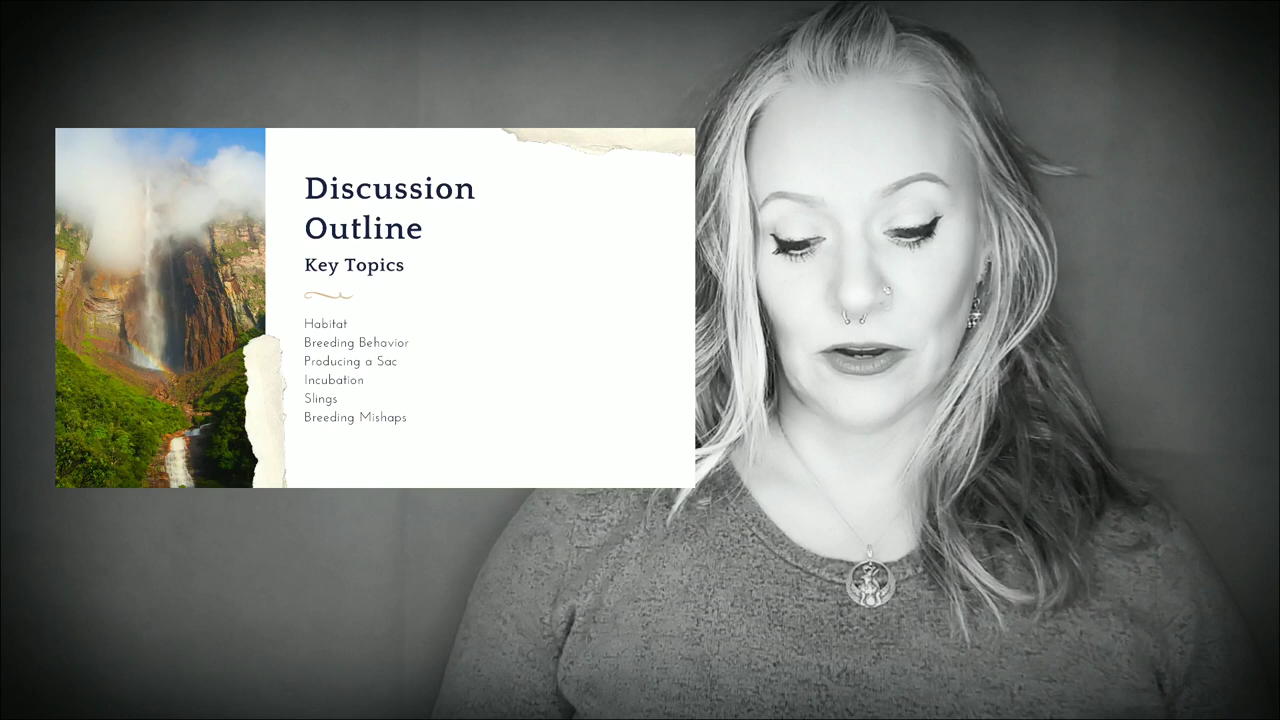 Discussion
Outline
Key Topics
Habitat
Breeding Behavior
Producing a Sac
Incubation
Slings
Breeding Mishaps